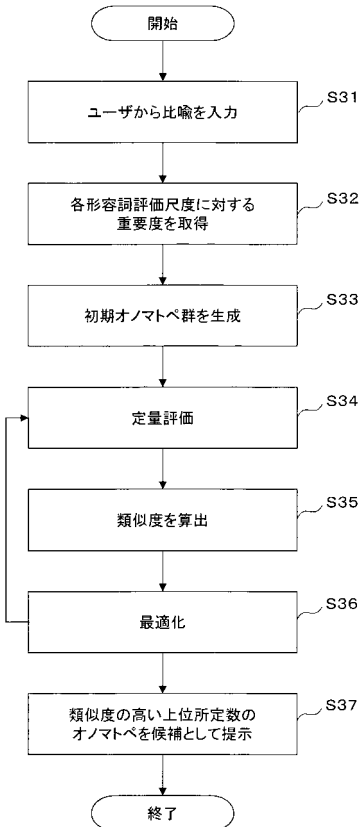 開始
S31
ユーザから比喩を入力
S32
各形容詞評価尺度に対する
重要度を取得
S33
初期オノマトペ群を生成
S34
定量評価
S35
類似度を算出
S36
最適化
S37
類似度の高い上位所定数の
オノマトペを候補として提示
終了